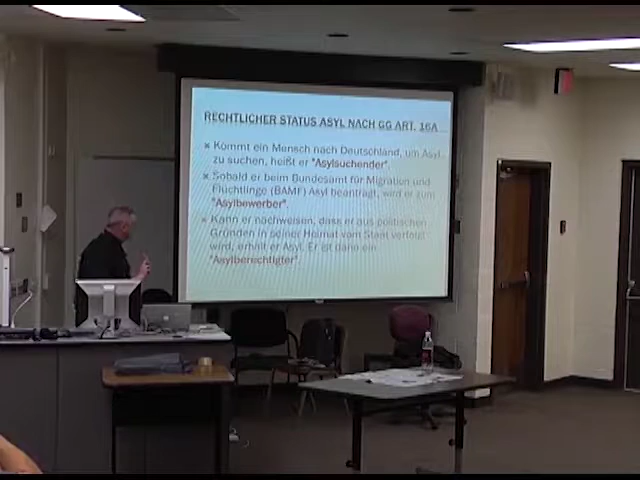 RECHTLICHER STATUS ASYL NACH GG ART. 16A
Kommt ein Mensch nach Deutschland, um Asyl
zu suchen, heißt er "Asylsuchender".
Sobald er beim Bundesamt für Migration und
Flüchtlinge (BAMF) Asyl beantragt, wird er zum
"Asylbewerber".
Kann er nachweisen, dass er aus politischen
Gründen in seiner Heimat vom Staat verfolgt
wird, erhält er Asyl. Er ist dann ein
"Asylberechtigter".